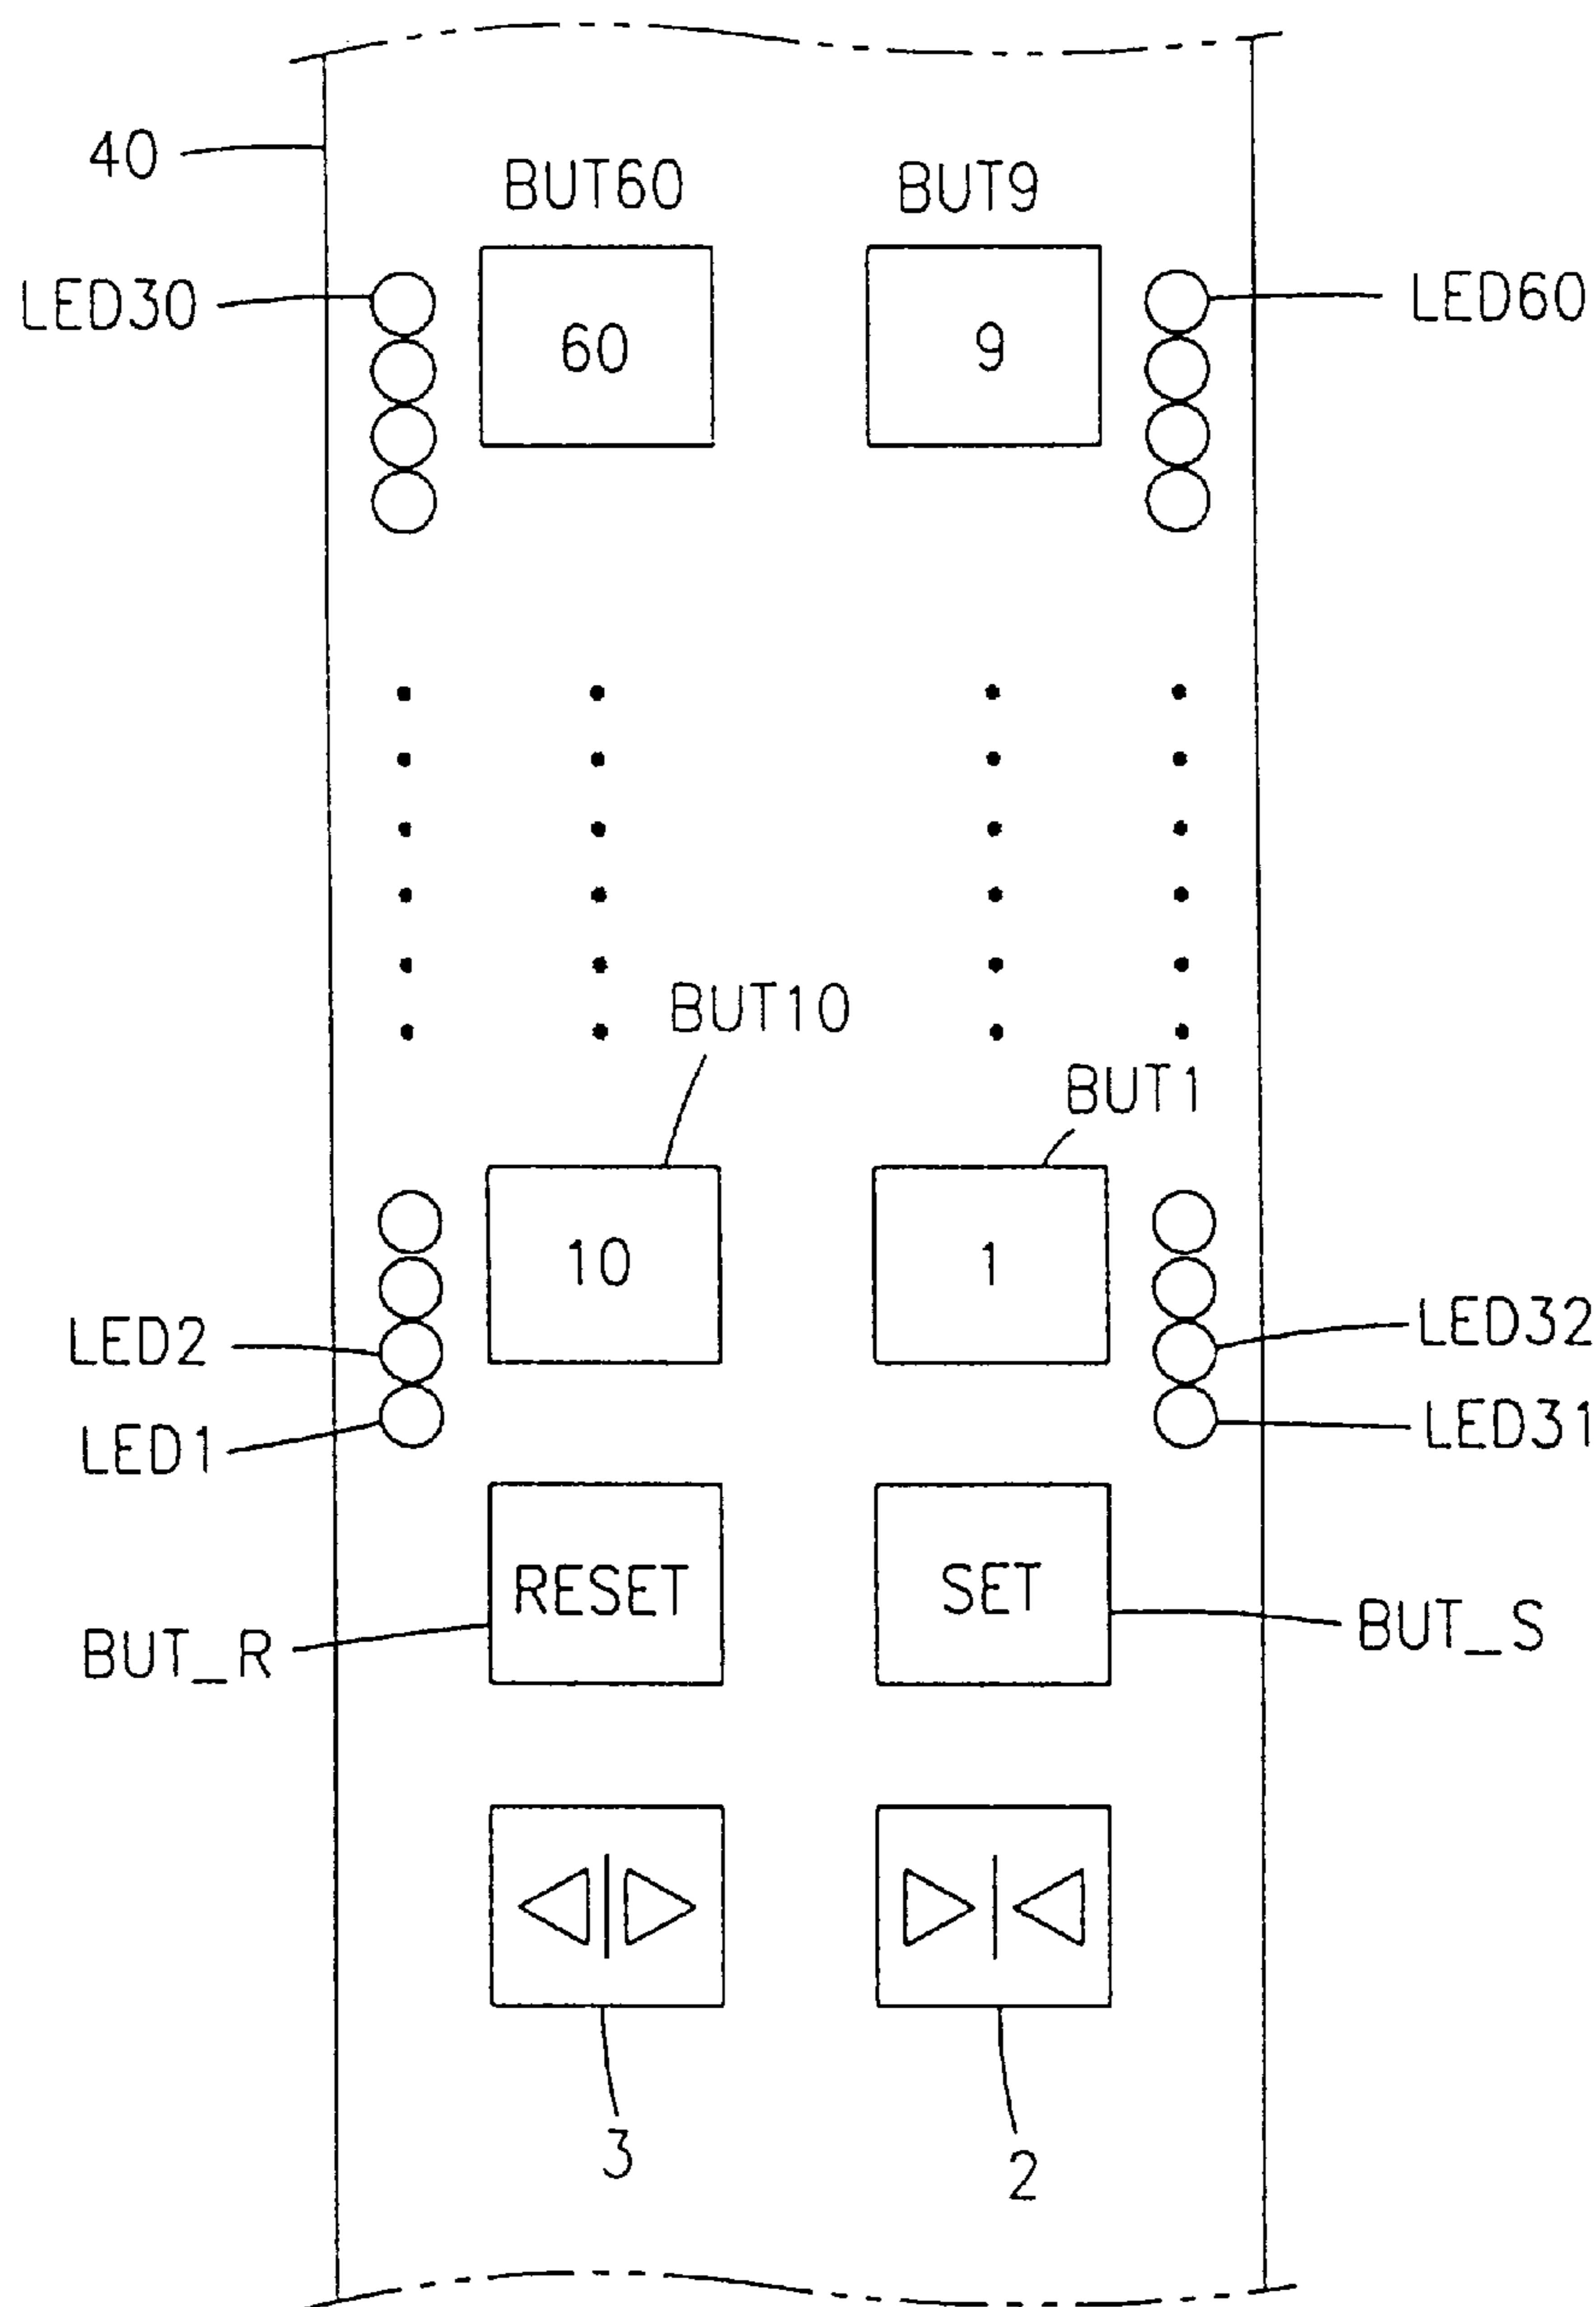 40
BUT60 BUT9
LED30 60 9 LED60
BUT10
BUT1
10 1
LED2 LED32
LED1 LED31
RESET SET
BUT_R BUT_S
3
2